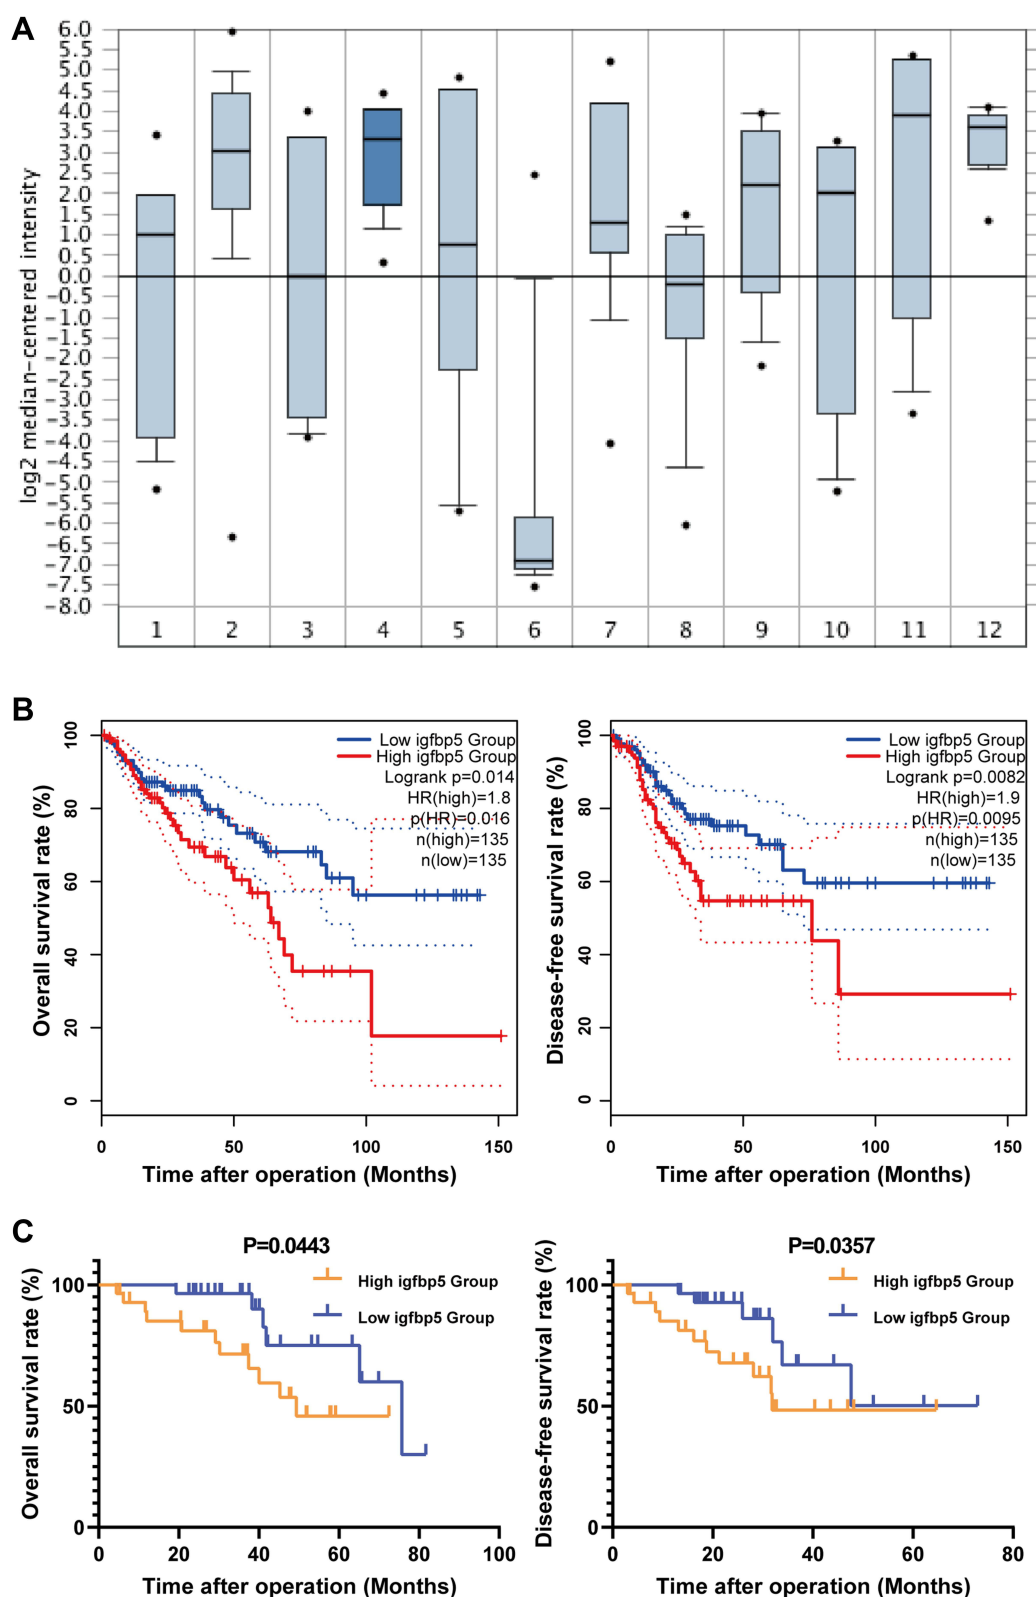 A
log2 median-centered intensity
6.0
5.5
5.0
4.5
4.0
3.5
3.0
2.5
2.0
1.5
1.0
0.5
0.0
-0.5
-1.0
-1.5
-2.0
-2.5
-3.0
-3.5
-4.0
-4.5
-5.0
-5.5
-6.0
-6.5
-7.0
-7.5
-8.0
1 2 3 4 5 6 7 8 9 10 11 12
B
Overall survival rate (%)
100
80
60
40
20
0
Low igfbp5 Group
High igfbp5 Group
Logrank p=0.014
HR(high)=1.8
p(HR)=0.016
n(high)=135
n(low)=135
0 50 100 150
Time after operation (Months)
Disease-free survival rate (%)
100
80
60
40
20
0
Low igfbp5 Group
High igfbp5 Group
Logrank p=0.0082
HR(high)=1.9
p(HR)=0.0095
n(high)=135
n(low)=135
0 50 100 150
Time after operation (Months)
C
P=0.0443
Overall survival rate (%)
100
50
0
High igfbp5 Group
Low igfbp5 Group
0 20 40 60 80 100
Time after operation (Months)
P=0.0357
Disease-free survival rate (%)
100
50
0
High igfbp5 Group
Low igfbp5 Group
0 20 40 60 80
Time after operation (Months)